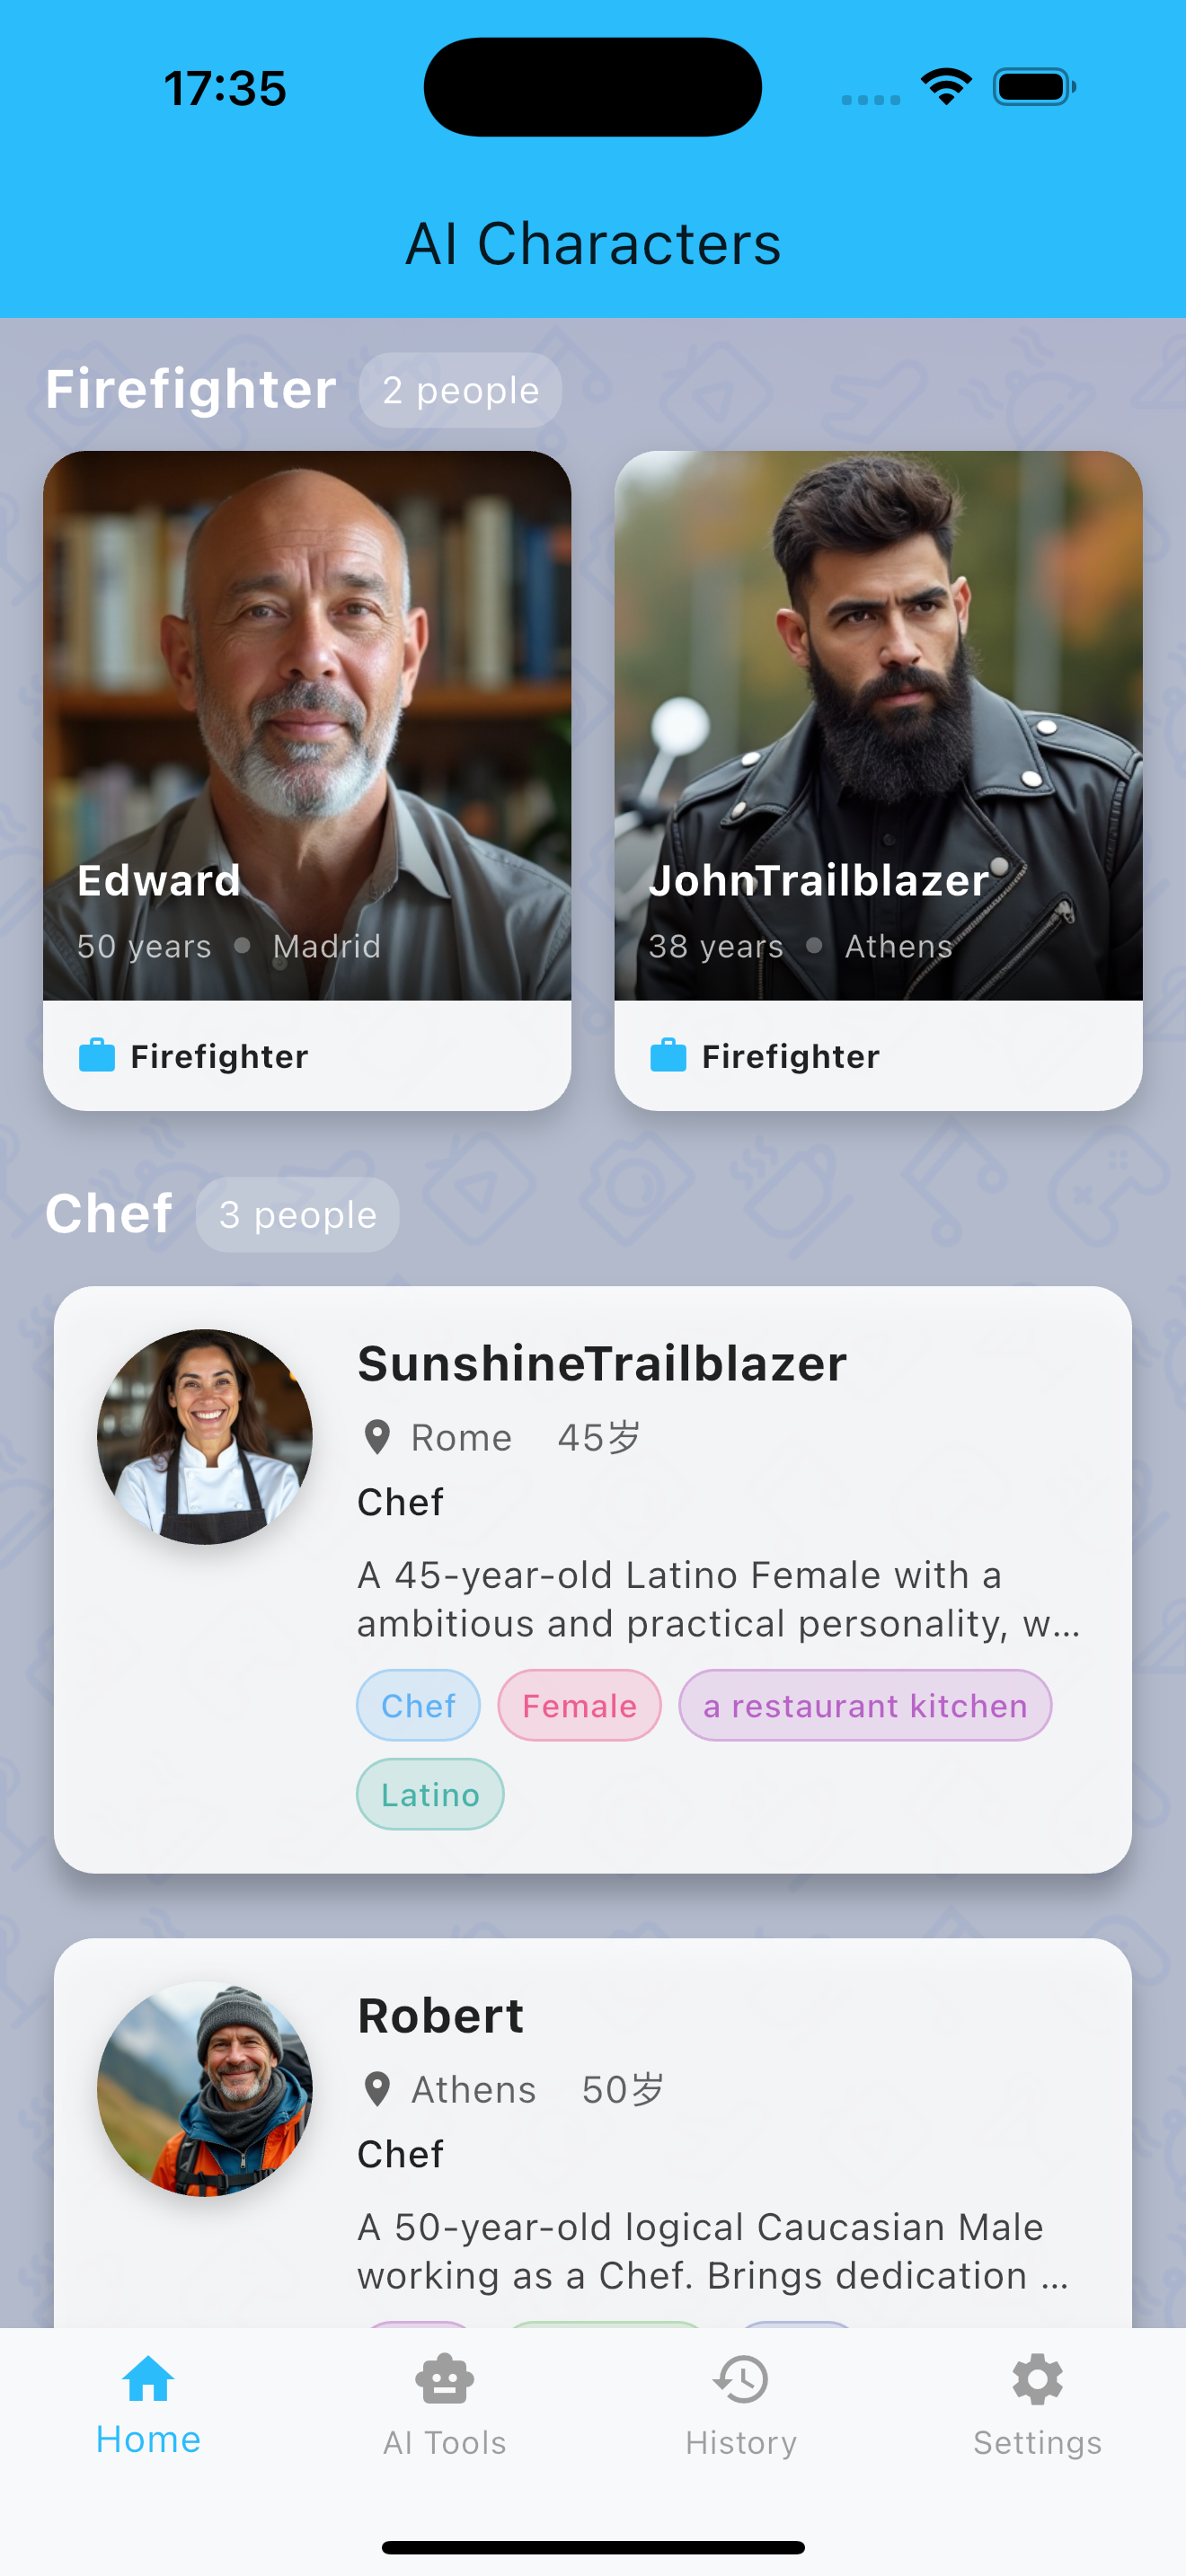 17:35
AI Characters
Firefighter 2 people
Edward
50 years Madrid
Firefighter
JohnTrailblazer
38 years Athens
Firefighter
Chef 3 people
SunshineTrailblazer
Rome 45岁
Chef
A 45-year-old Latino Female with a
ambitious and practical personality, w...
Chef Female a restaurant kitchen
Latino
Robert
Athens 50岁
Chef
A 50-year-old logical Caucasian Male
working as a Chef. Brings dedication ...
Home AI Tools History Settings